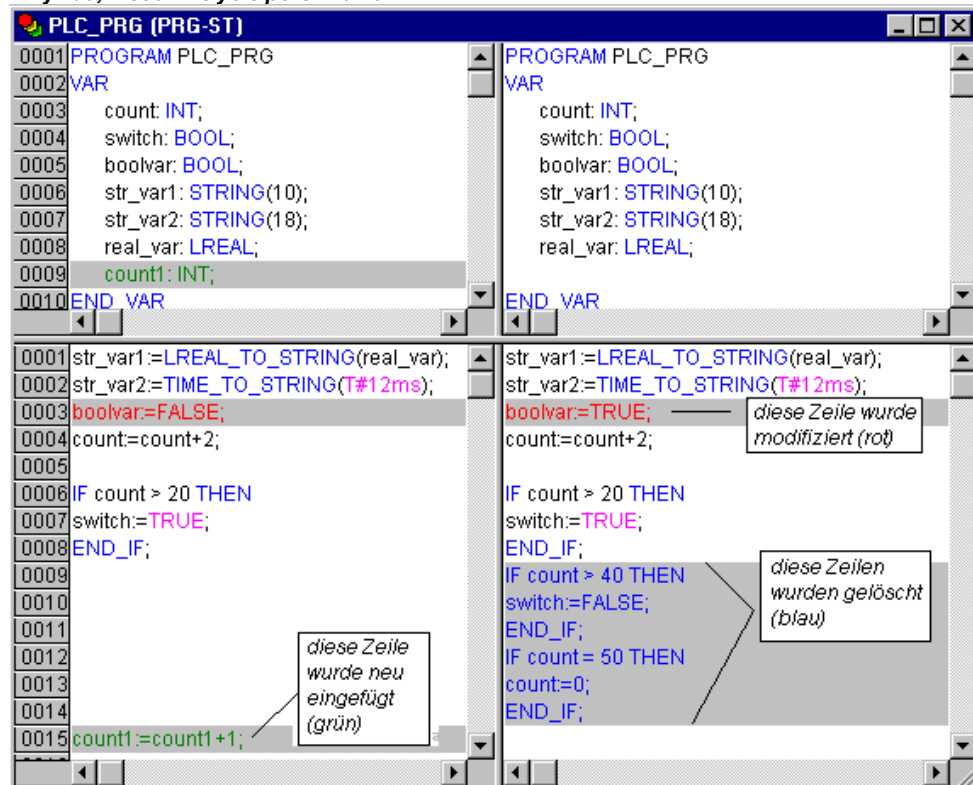 PLC_PRG (PRG-ST)
0001 PROGRAM PLC_PRG
0002 VAR
0003 count: INT;
0004 switch: BOOL;
0005 boolvar: BOOL;
0006 str_var1: STRING(10);
0007 str_var2: STRING(18);
0008 real_var: LREAL;
0009 count1: INT;
0010 END_VAR
PROGRAM PLC_PRG
VAR
count: INT;
switch: BOOL;
boolvar: BOOL;
str_var1: STRING(10);
str_var2: STRING(18);
real_var: LREAL;
END_VAR
0001 str_var1:=LREAL_TO_STRING(real_var);
0002 str_var2:=TIME_TO_STRING(T#12ms);
0003 boolvar:=FALSE;
0004 count:=count+2;
0005
0006 IF count > 20 THEN
0007 switch:=TRUE;
0008 END_IF;
0009
0010
0011
0012
0013
0014
0015 count1:=count1+1;
diese Zeile
wurde neu
eingefügt
(grün)
str_var1:=LREAL_TO_STRING(real_var);
str_var2:=TIME_TO_STRING(T#12ms);
boolvar:=TRUE;
count:=count+2;
IF count > 20 THEN
switch:=TRUE;
END_IF;
IF count > 40 THEN
switch:=FALSE;
END_IF;
IF count = 50 THEN
count:=0;
END_IF;
diese Zeile wurde
modifiziert (rot)
diese Zeilen
wurden gelöscht
(blau)